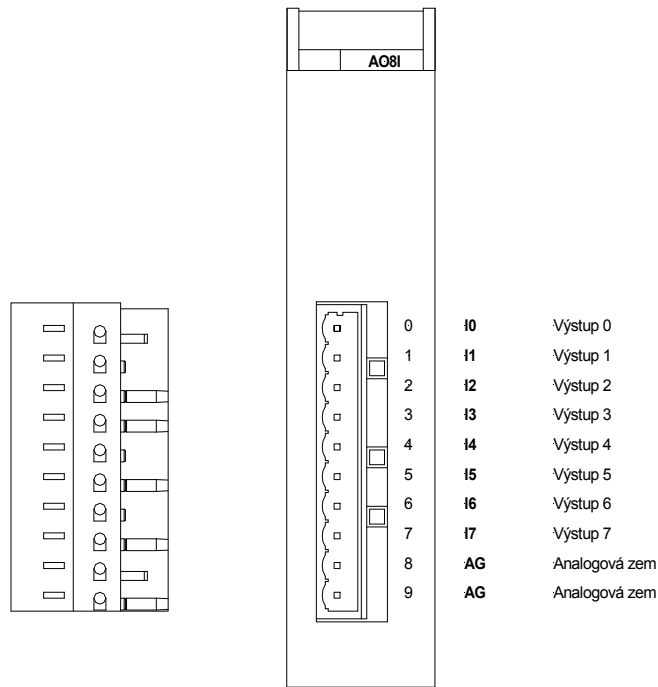 AO8I
0 I0 Výstup 0
1 I1 Výstup 1
2 I2 Výstup 2
3 I3 Výstup 3
4 I4 Výstup 4
5 I5 Výstup 5
6 I6 Výstup 6
7 I7 Výstup 7
8 AG Analogová zem
9 AG Analogová zem